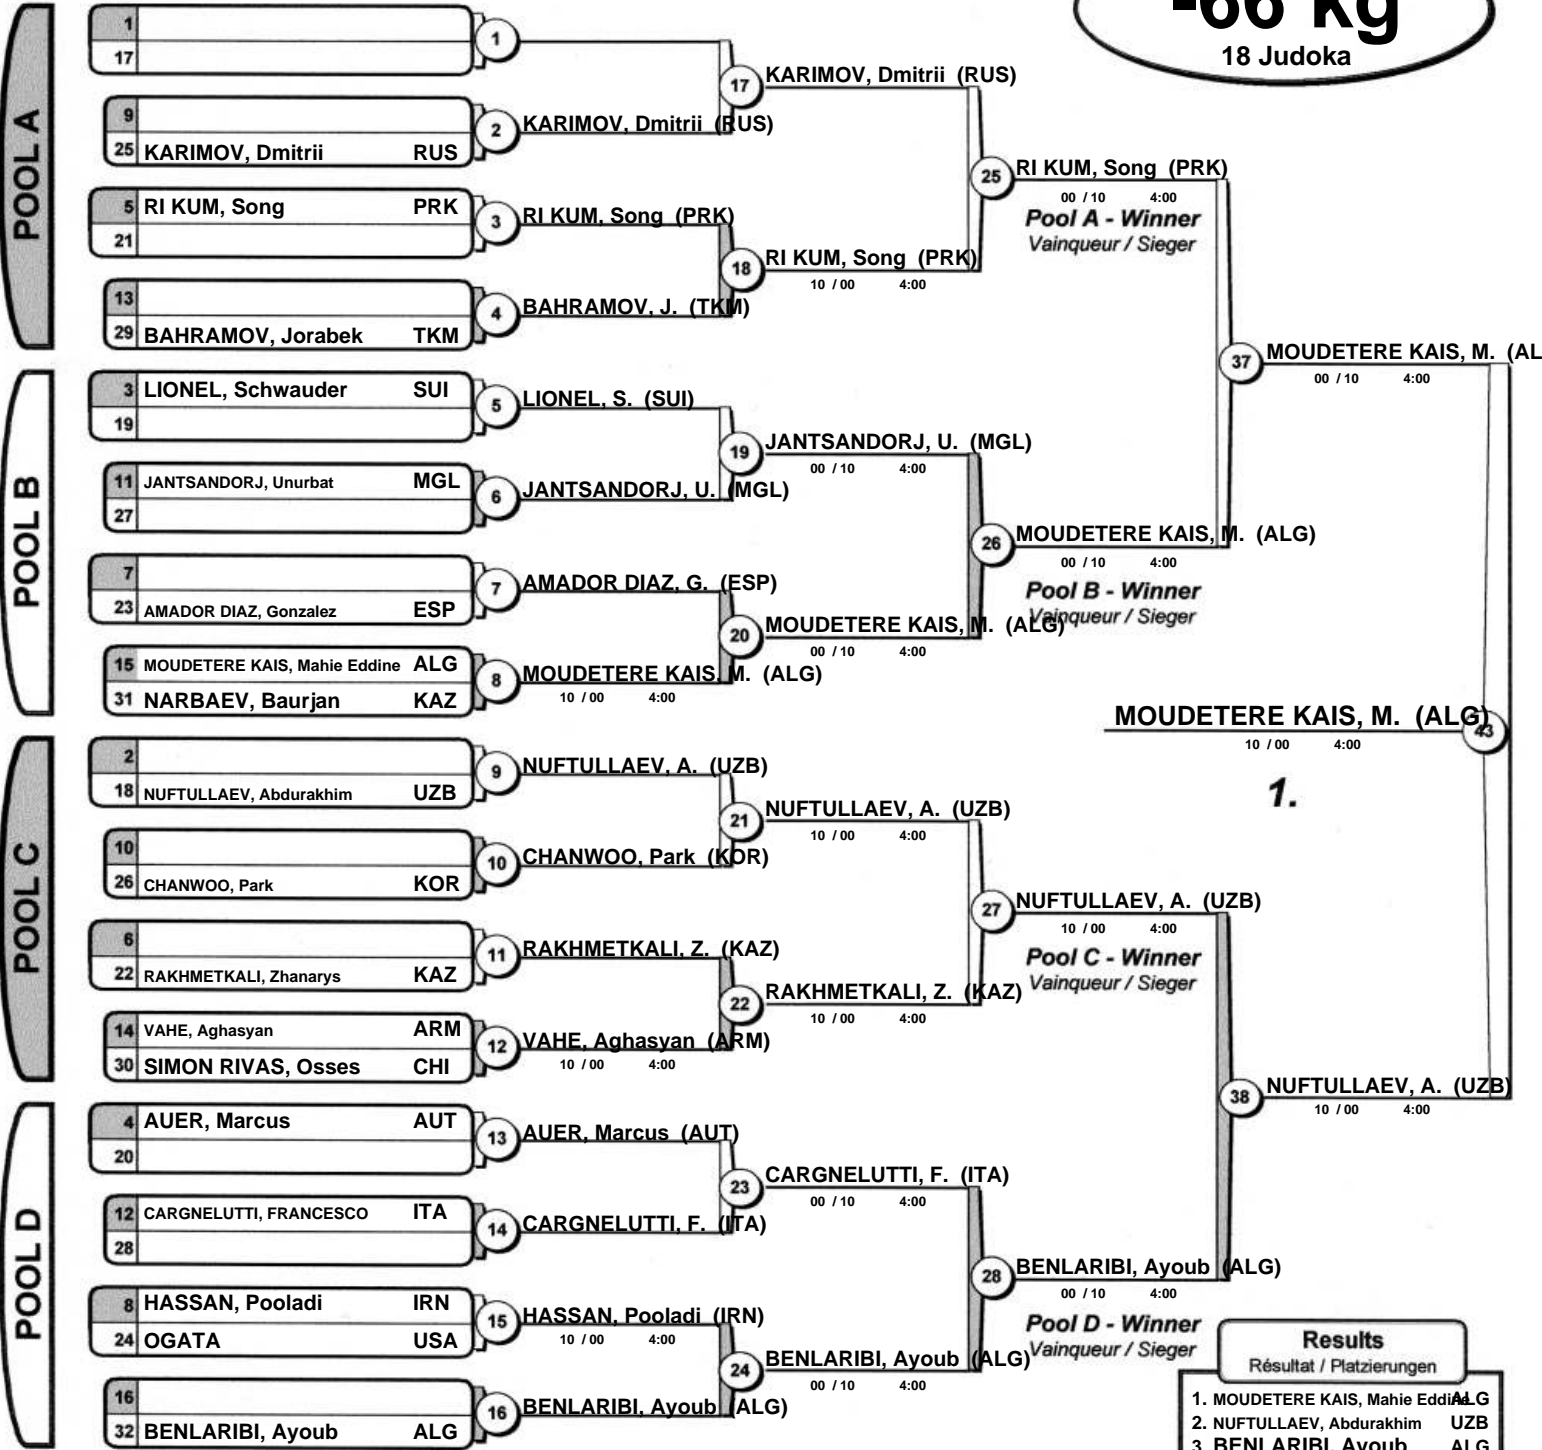 -66 kg
18 Judoka
POOL A
1
17
9
25 KARIMOV, Dmitrii RUS
5 RI KUM, Song PRK
21
13
29 BAHRAMOV, Jorabek TKM
POOL B
3 LIONEL, Schwauder SUI
19
11 JANTSANDORJ, Unurbat MGL
27
7
23 AMADOR DIAZ, Gonzalez ESP
15 MOUDETERE KAIS, Mahie Eddine ALG
31 NARBAEV, Baurjan KAZ
POOL C
2
18 NUFTULLAEV, Abdurakhim UZB
10
26 CHANWOO, Park KOR
6
22 RAKHMETKALI, Zhanarys KAZ
14 VAHE, Aghasyan ARM
30 SIMON RIVAS, Osses CHI
POOL D
4 AUER, Marcus AUT
20
12 CARGNELUTTI, FRANCESCO ITA
28
8 HASSAN, Pooladi IRN
24 OGATA USA
16
32 BENLARIBI, Ayoub ALG
1
2 KARIMOV, Dmitrii (RUS)
3 RI KUM, Song (PRK)
4 BAHRAMOV, J. (TKM)
5 LIONEL, S. (SUI)
6 JANTSANDORJ, U. (MGL)
7 AMADOR DIAZ, G. (ESP)
8 MOUDETERE KAIS, M. (ALG)
10 / 00 4:00
9 NUFTULLAEV, A. (UZB)
10 CHANWOO, Park (KOR)
11 RAKHMETKALI, Z. (KAZ)
12 VAHE, Aghasyan (ARM)
10 / 00 4:00
13 AUER, Marcus (AUT)
14 CARGNELUTTI, F. (ITA)
15 HASSAN, Pooladi (IRN)
10 / 00 4:00
16 BENLARIBI, Ayoub (ALG)
17 KARIMOV, Dmitrii (RUS)
18 RI KUM, Song (PRK)
10 / 00 4:00
19 JANTSANDORJ, U. (MGL)
00 / 10 4:00
20 MOUDETERE KAIS, M. (ALG)
00 / 10 4:00
21 NUFTULLAEV, A. (UZB)
10 / 00 4:00
22 RAKHMETKALI, Z. (KAZ)
10 / 00 4:00
23 CARGNELUTTI, F. (ITA)
00 / 10 4:00
24 BENLARIBI, Ayoub (ALG)
00 / 10 4:00
25 RI KUM, Song (PRK)
00 / 10 4:00
Pool A - Winner
Vainqueur / Sieger
26 MOUDETERE KAIS, M. (ALG)
00 / 10 4:00
Pool B - Winner
Vainqueur / Sieger
27 NUFTULLAEV, A. (UZB)
10 / 00 4:00
Pool C - Winner
Vainqueur / Sieger
28 BENLARIBI, Ayoub (ALG)
00 / 10 4:00
Pool D - Winner
Vainqueur / Sieger
37 MOUDETERE KAIS, M. (AL
00 / 10 4:00
38 NUFTULLAEV, A. (UZB)
10 / 00 4:00
MOUDETERE KAIS, M. (ALG) 43
10 / 00 4:00
1.
Results
Résultat / Platzierungen
1. MOUDETERE KAIS, Mahie Eddine ALG
2. NUFTULLAEV, Abdurakhim UZB
3. BENLARIBI, Ayoub ALG